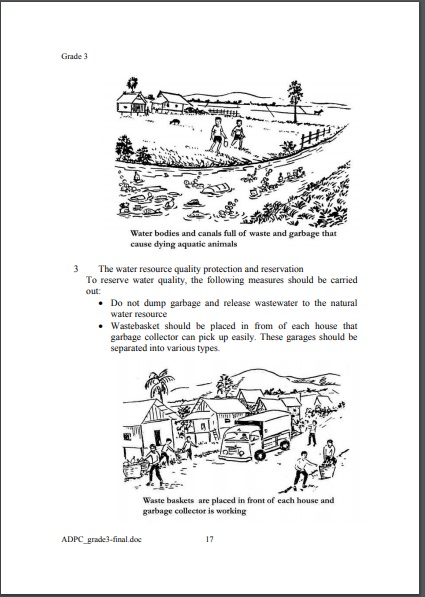 Grade 3
Water bodies and canals full of waste and garbage that
cause dying aquatic animals
3 The water resource quality protection and reservation
To reserve water quality, the following measures should be carried
out:
• Do not dump garbage and release wastewater to the natural
water resource
• Wastebasket should be placed in from of each house that
garbage collector can pick up easily. These garages should be
separated into various types.
Waste baskets are placed in front of each house and
garbage collector is working
ADPC_grade3-final.doc 17